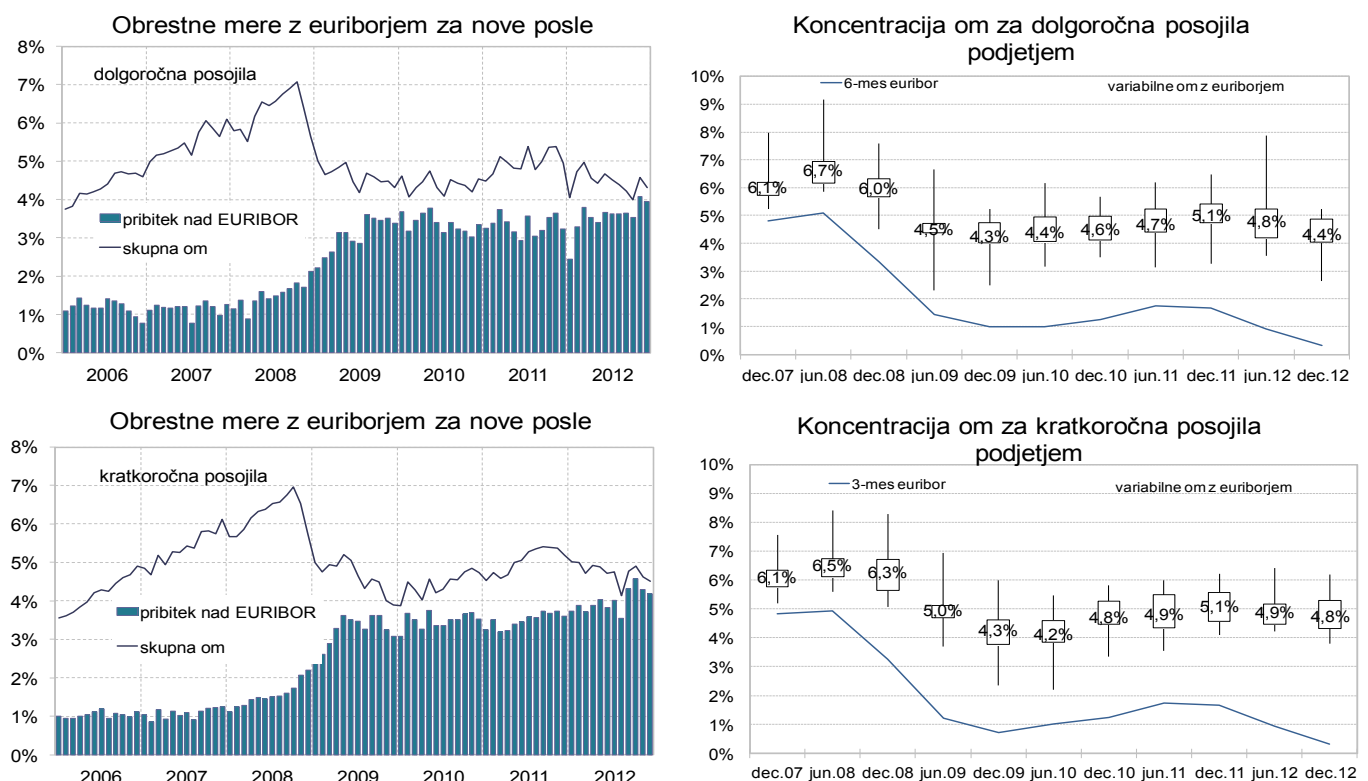 Obrestne mere z euriborjem za nove posle
8%
7%
6%
5%
4%
3%
2%
1%
0%
dolgoročna posojila
pribitek nad EURIBOR
skupna om
2006 2007 2008 2009 2010 2011 2012
Koncentracija om za dolgoročna posojila
podjetjem
10%
9%
8%
7%
6%
5%
4%
3%
2%
1%
0%
6-mes euribor
variabilne om z euriborjem
6,1% 6,7% 6,0% 4,5% 4,3% 4,4% 4,6% 4,7% 5,1% 4,8% 4,4%
dec.07 jun.08 dec.08 jun.09 dec.09 jun.10 dec.10 jun.11 dec.11 jun.12 dec.12
Obrestne mere z euriborjem za nove posle
8%
7%
6%
5%
4%
3%
2%
1%
0%
kratkoročna posojila
pribitek nad EURIBOR
skupna om
2006 2007 2008 2009 2010 2011 2012
Koncentracija om za kratkoročna posojila
podjetjem
10%
9%
8%
7%
6%
5%
4%
3%
2%
1%
0%
3-mes euribor
variabilne om z euriborjem
6,1% 6,5% 6,3% 5,0% 4,3% 4,2% 4,8% 4,9% 5,1% 4,9% 4,8%
dec.07 jun.08 dec.08 jun.09 dec.09 jun.10 dec.10 jun.11 dec.11 jun.12 dec.12